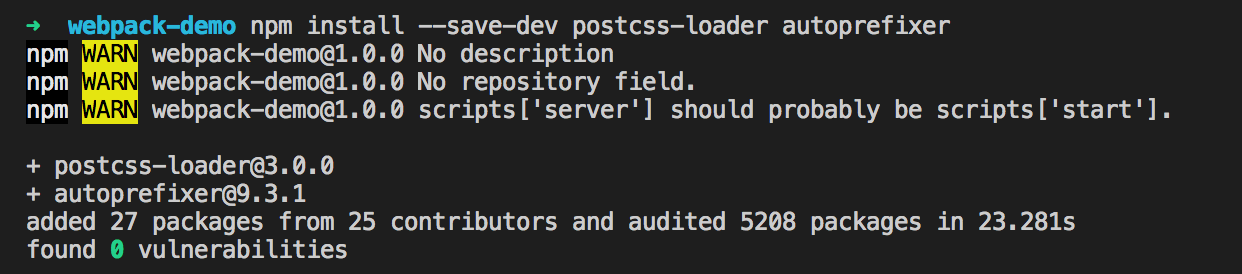 ➜  webpack-demo npm install --save-dev postcss-loader autoprefixer
npm WARN webpack-demo@1.0.0 No description
npm WARN webpack-demo@1.0.0 No repository field.
npm WARN webpack-demo@1.0.0 scripts['server'] should probably be scripts['start'].
+ postcss-loader@3.0.0
+ autoprefixer@9.3.1
added 27 packages from 25 contributors and audited 5208 packages in 23.281s
found 0 vulnerabilities